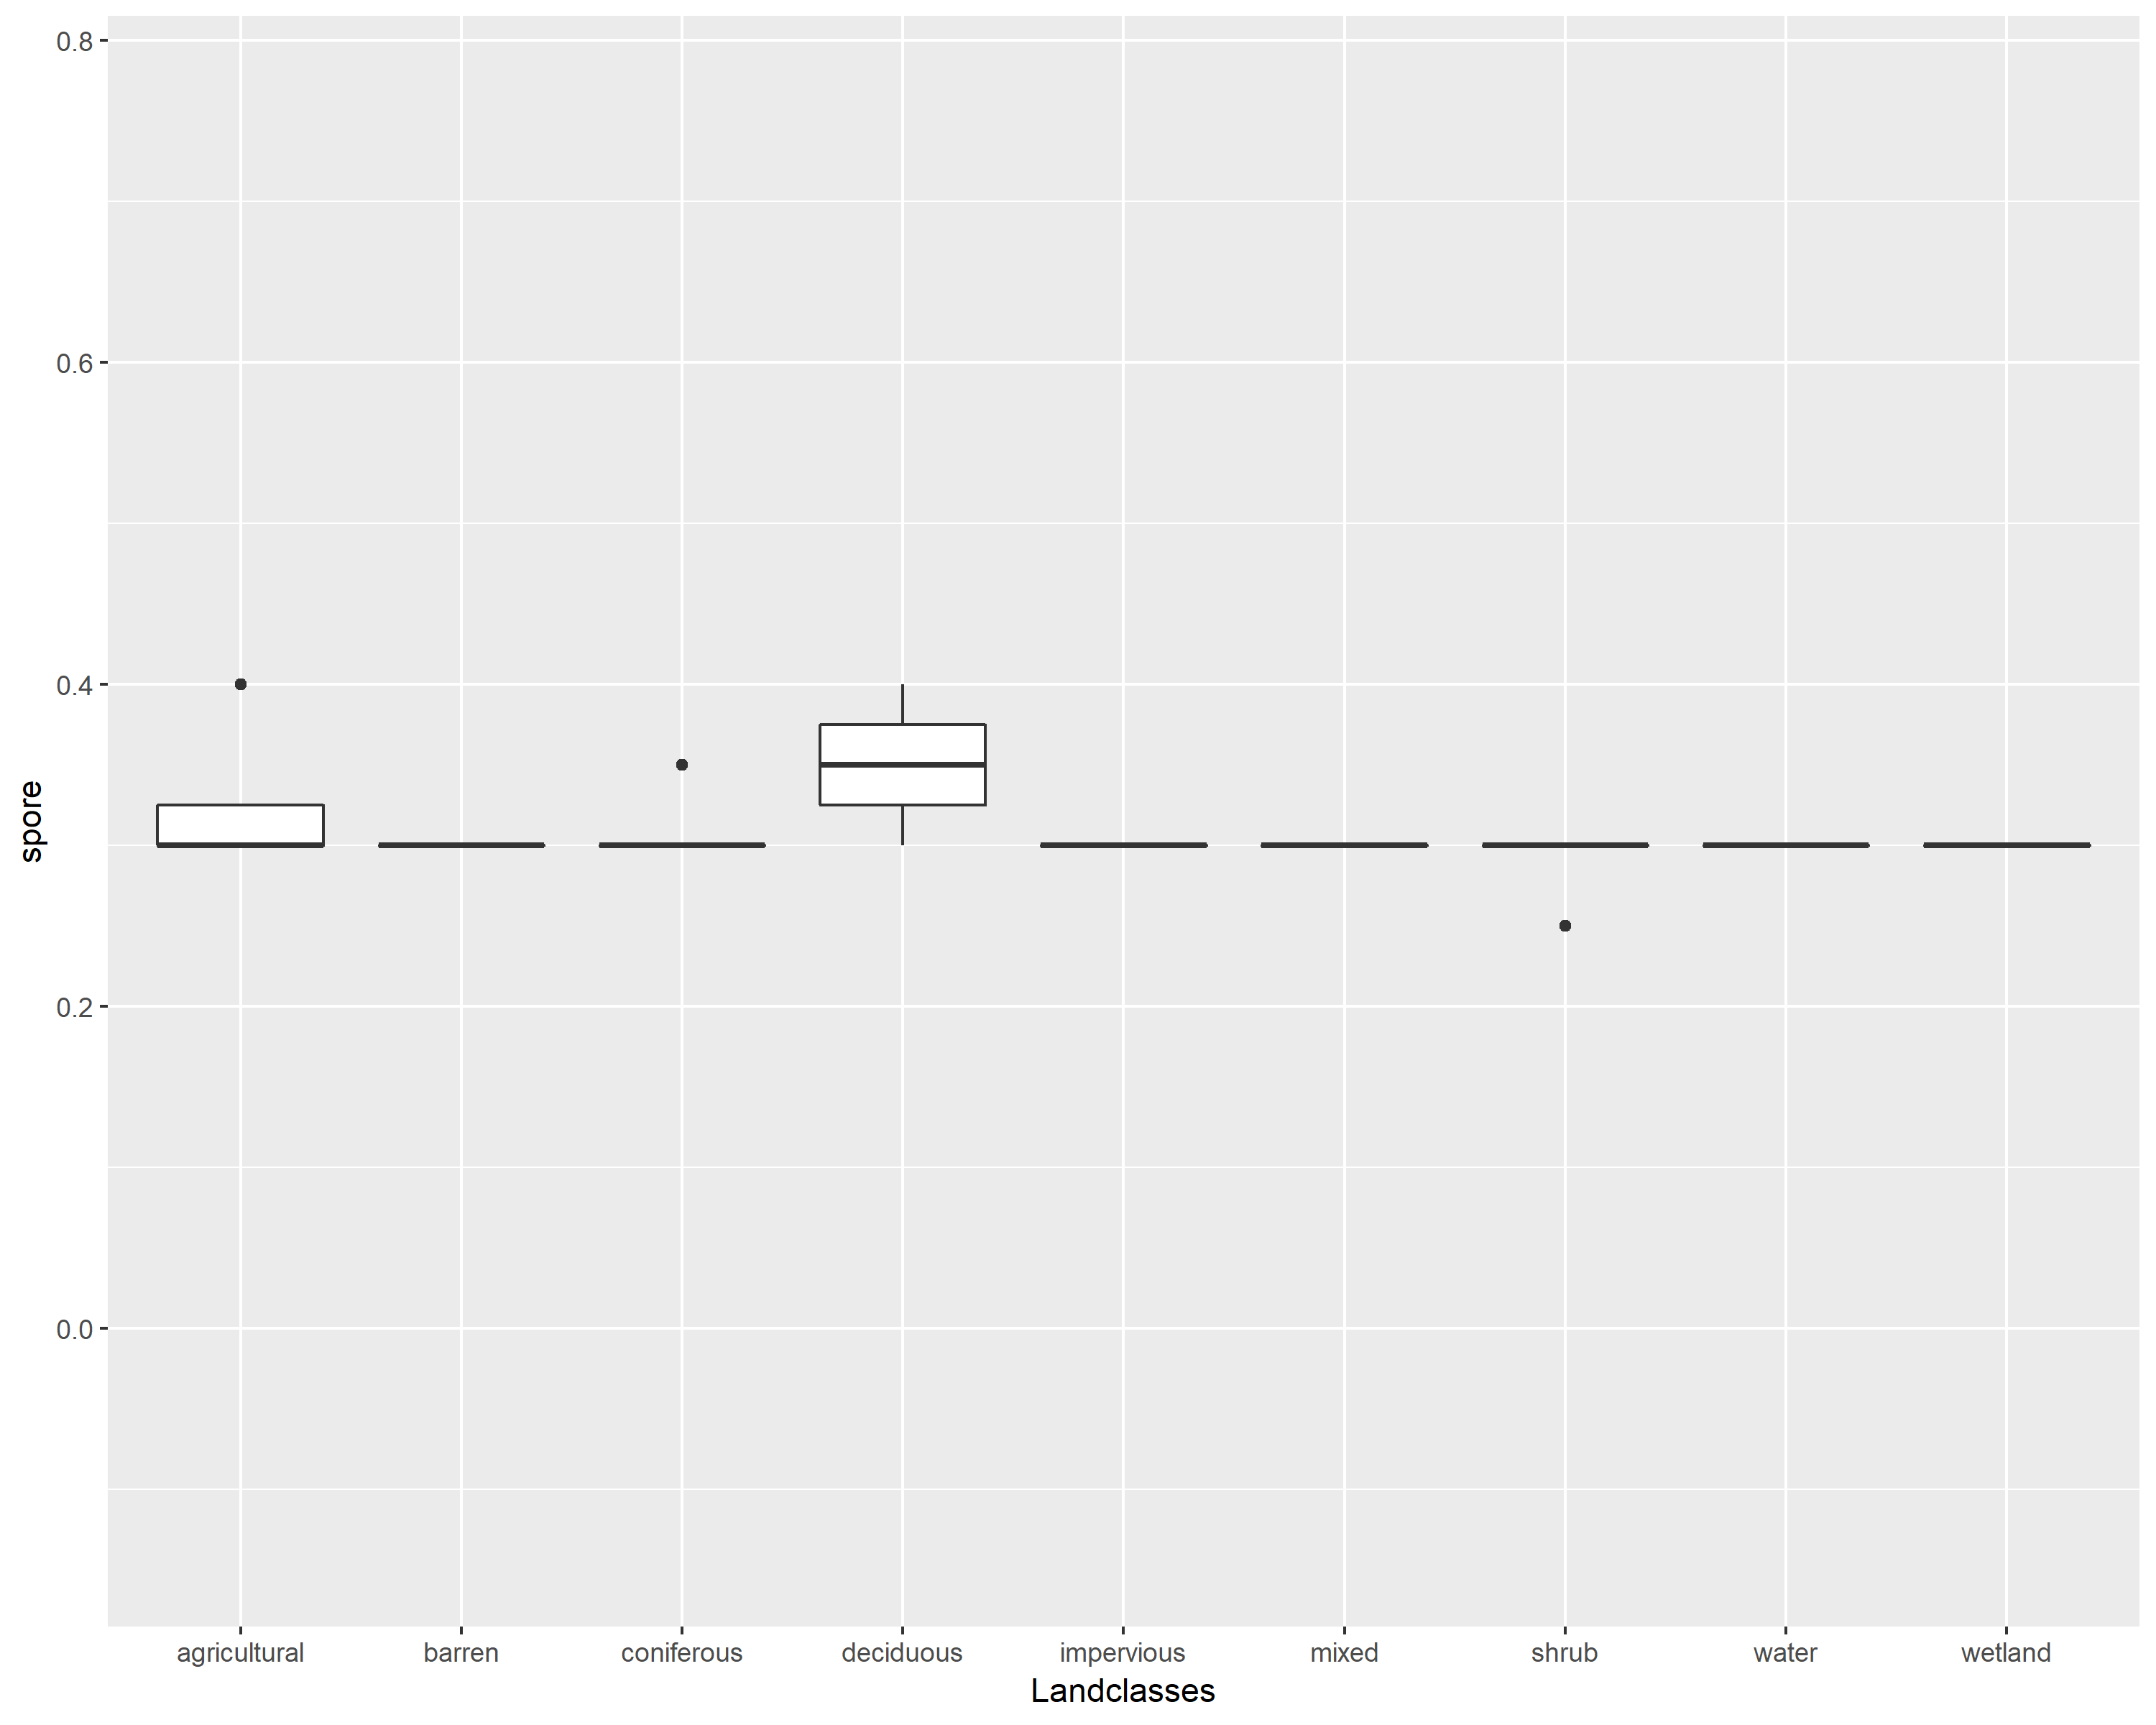 0.8
0.6
0.4
0.2
0.0
spore
agricultural barren coniferous deciduous impervious mixed shrub water wetland
Landclasses